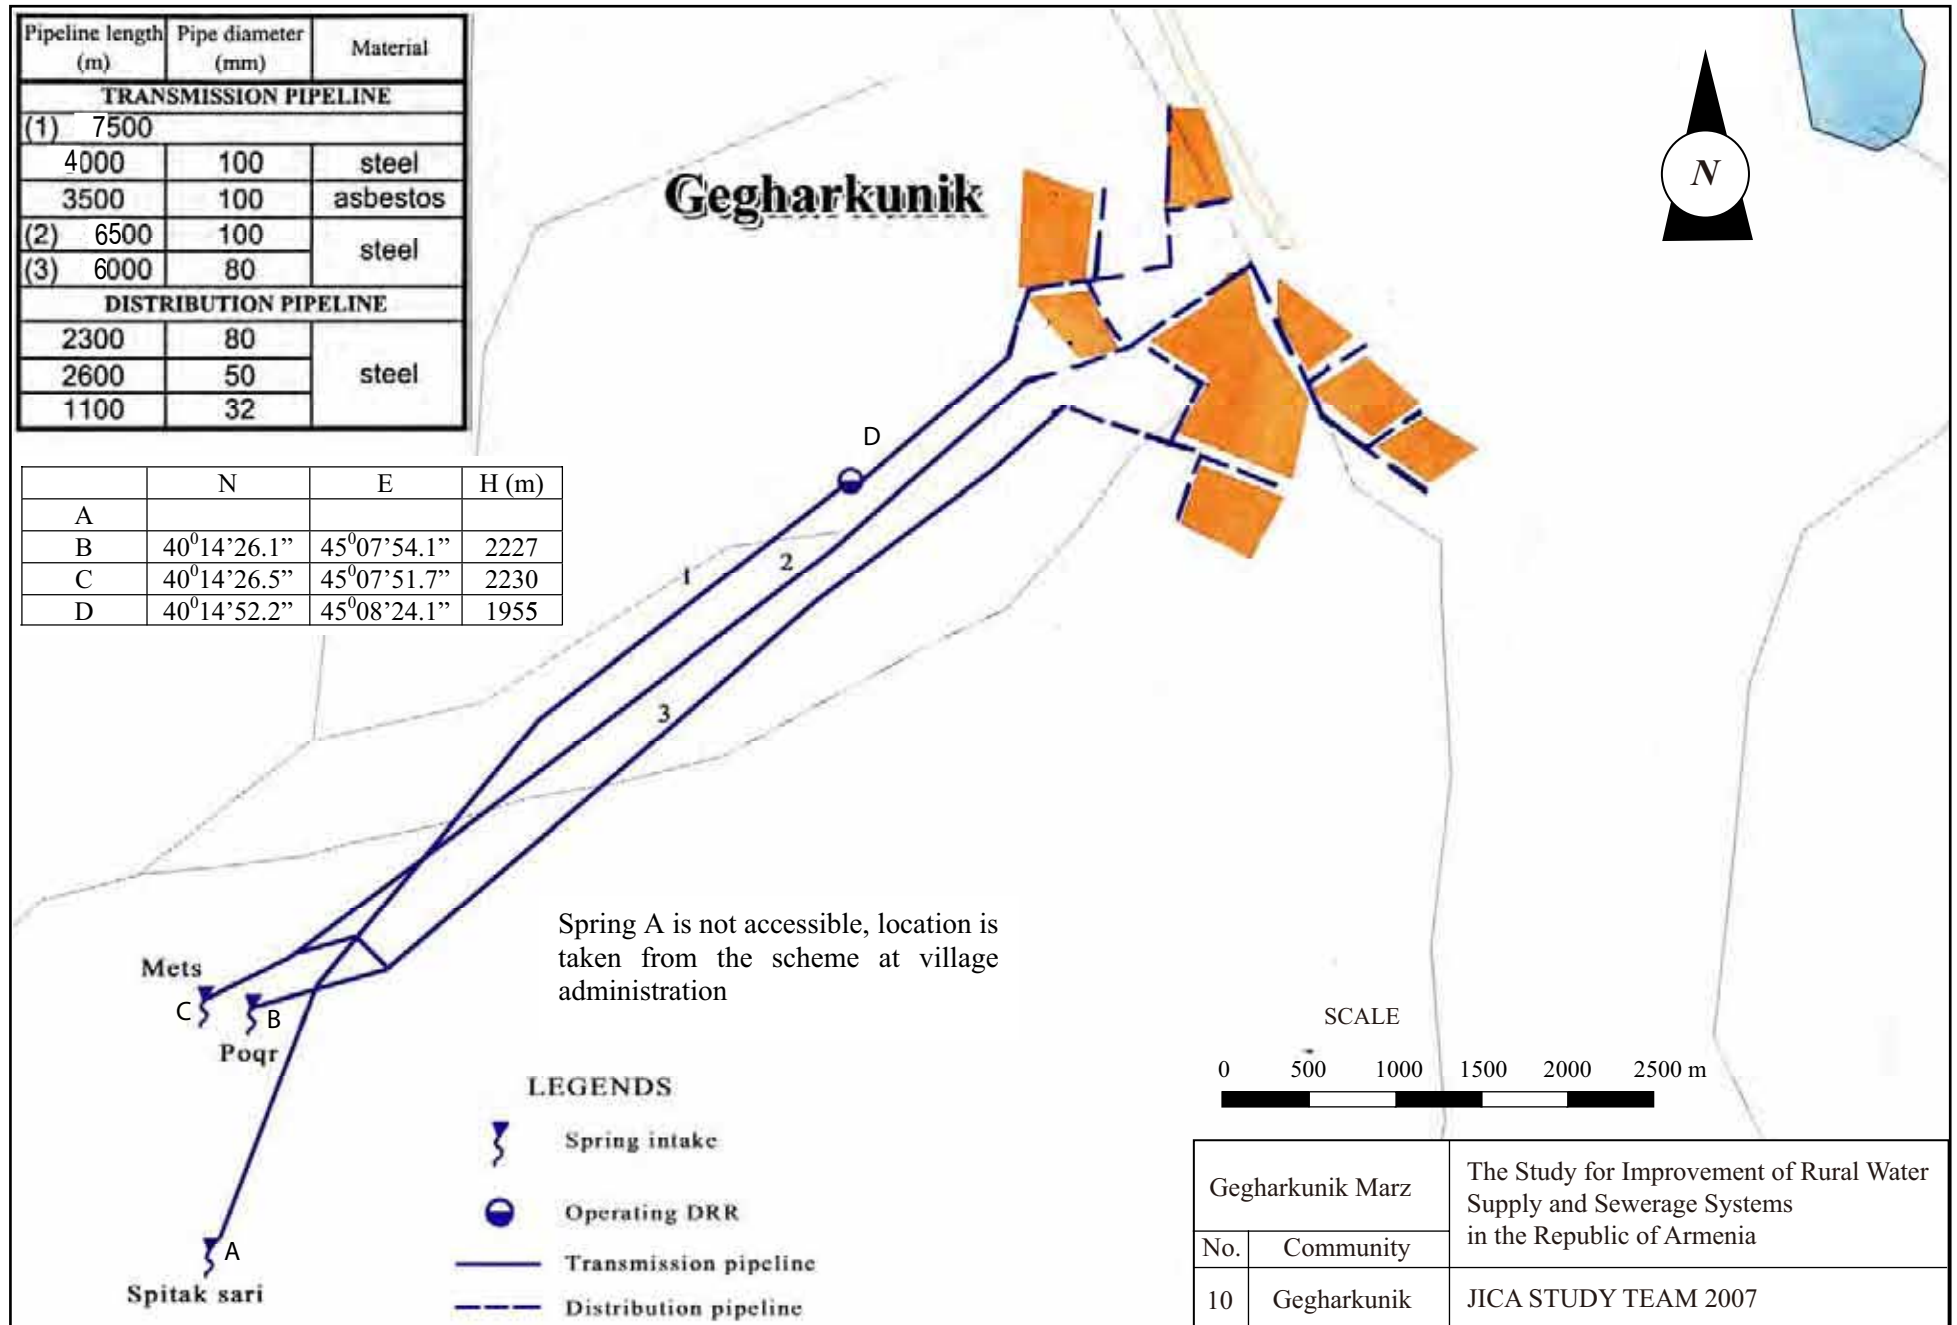 Pipeline length (m) Pipe diameter (mm) Material
TRANSMISSION PIPELINE
(1) 7500
4000 100 steel
3500 100 asbestos
(2) 6500 100 steel
(3) 6000 80
DISTRIBUTION PIPELINE
2300 80
2600 50 steel
1100 32
N E H (m)
A
B 40⁰14’26.1” 45⁰07’54.1” 2227
C 40⁰14’26.5” 45⁰07’51.7” 2230
D 40⁰14’52.2” 45⁰08’24.1” 1955
Gegharkunik
N
D
1
2
3
Spring A is not accessible, location is
taken from the scheme at village
administration
Mets
C
B
Poqr
A
Spitak sari
LEGENDS
Spring intake
Operating DRR
Transmission pipeline
Distribution pipeline
SCALE
0 500 1000 1500 2000 2500 m
Gegharkunik Marz
No. Community
10 Gegharkunik
The Study for Improvement of Rural Water
Supply and Sewerage Systems
in the Republic of Armenia
JICA STUDY TEAM 2007